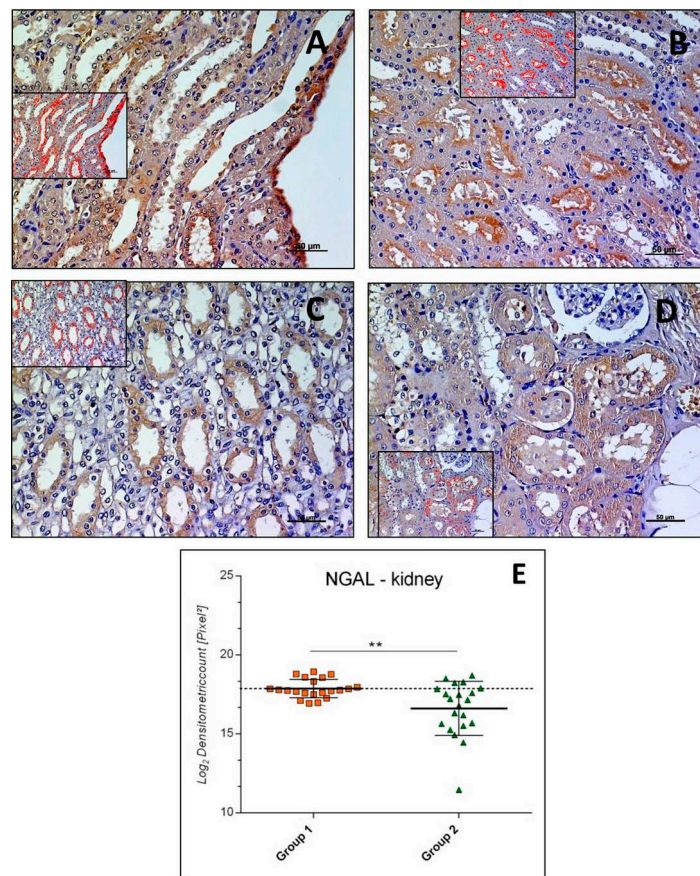 A
50 µm
B
50 µm
C
50 µm
D
50 µm
E
NGAL - kidney
**
Log₂ Densitometriccount [Pixel²]
25
20
15
10
Group 1
Group 2